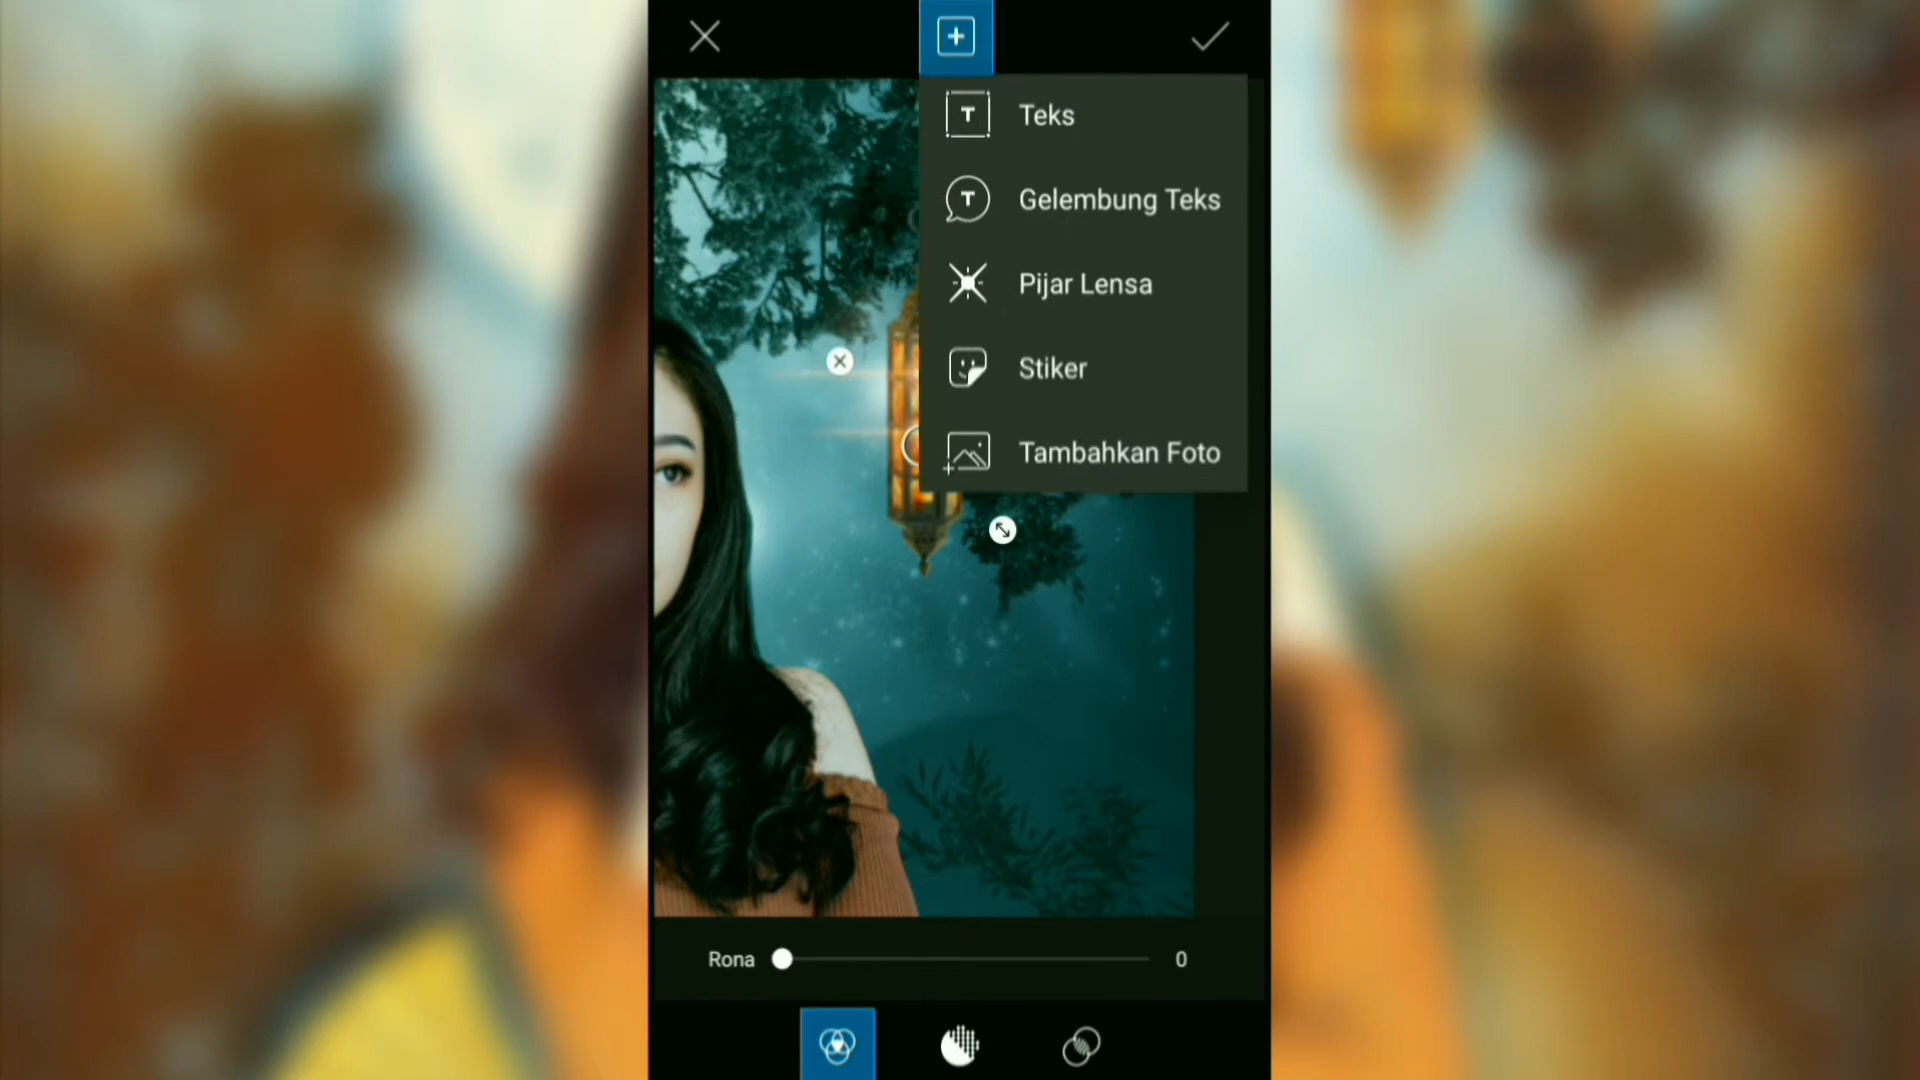 Teks
Gelembung Teks
Pijar Lensa
Stiker
Tambahkan Foto
Rona 0